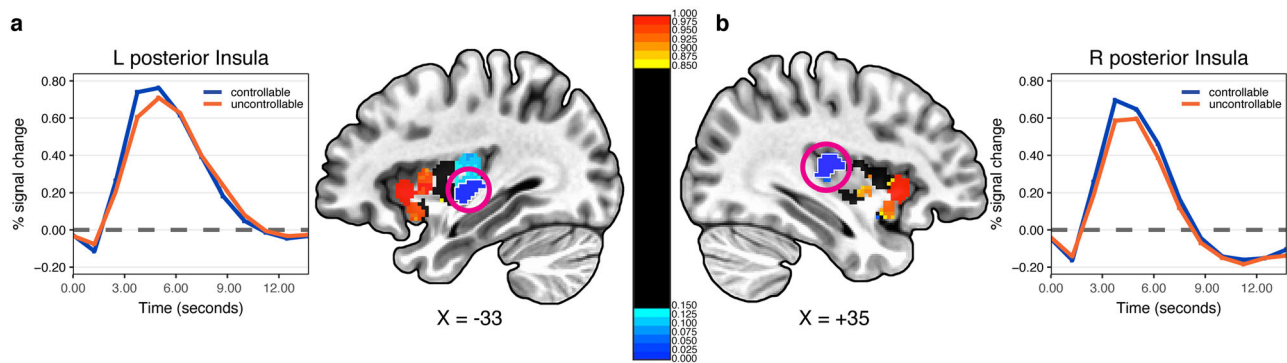 a
L posterior Insula
% signal change
0.80
0.60
0.40
0.20
0.00
−0.20
controllable
uncontrollable
0.00 3.00 6.00 9.00 12.00
Time (seconds)
X = -33
1.000
0.975
0.950
0.925
0.900
0.875
0.850
0.150
0.125
0.100
0.075
0.050
0.025
0.000
b
X = +35
R posterior Insula
% signal change
0.80
0.60
0.40
0.20
0.00
−0.20
controllable
uncontrollable
0.00 3.00 6.00 9.00 12.00
Time (seconds)